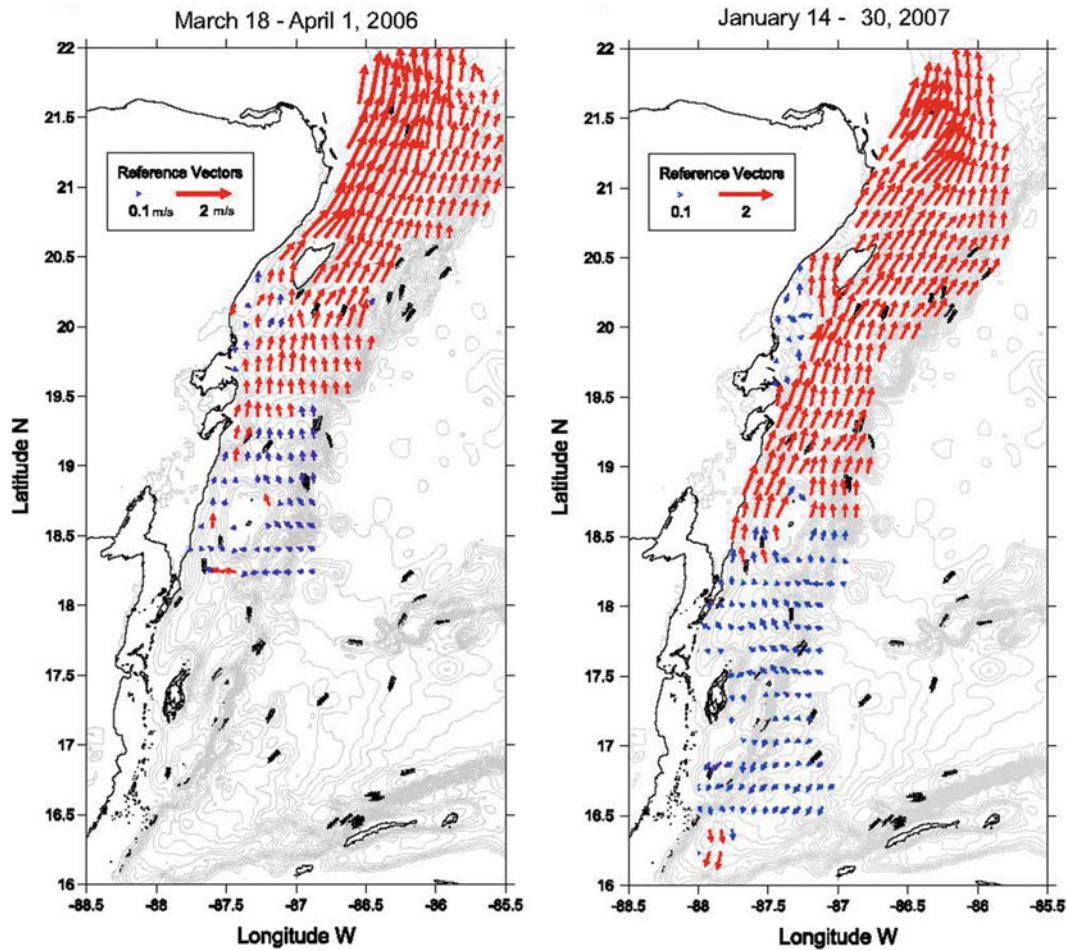 March 18 - April 1, 2006
22
21.5
21
20.5
20
19.5
19
18.5
18
17.5
17
16.5
16
Latitude N
Reference Vectors
0.1 m/s 2 m/s
-88.5 -88 -87.5 -87 -86.5 -86 -85.5
Longitude W
January 14 - 30, 2007
22
21.5
21
20.5
20
19.5
19
18.5
18
17.5
17
16.5
16
Latitude N
Reference Vectors
0.1 2
-88.5 -88 -87.5 -87 -86.5 -86 -85.5
Longitude W